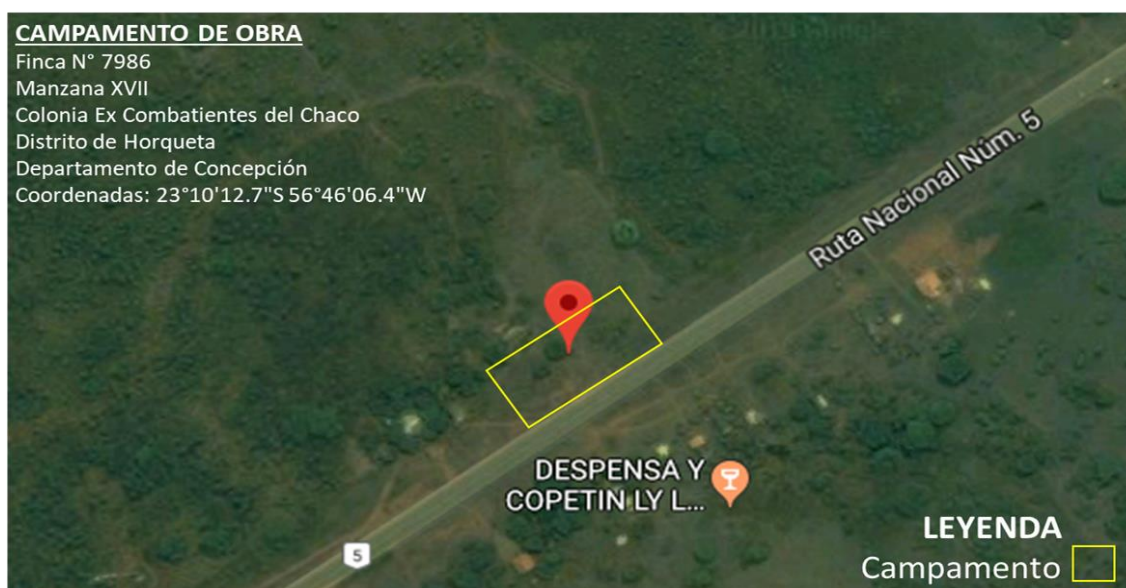 CAMPAMENTO DE OBRA
Finca N° 7986
Manzana XVII
Colonia Ex Combatientes del Chaco
Distrito de Horqueta
Departamento de Concepción
Coordenadas: 23°10'12.7"S 56°46'06.4"W
Ruta Nacional Núm. 5
DESPENSA Y
COPETIN LY L...
5
LEYENDA
Campamento